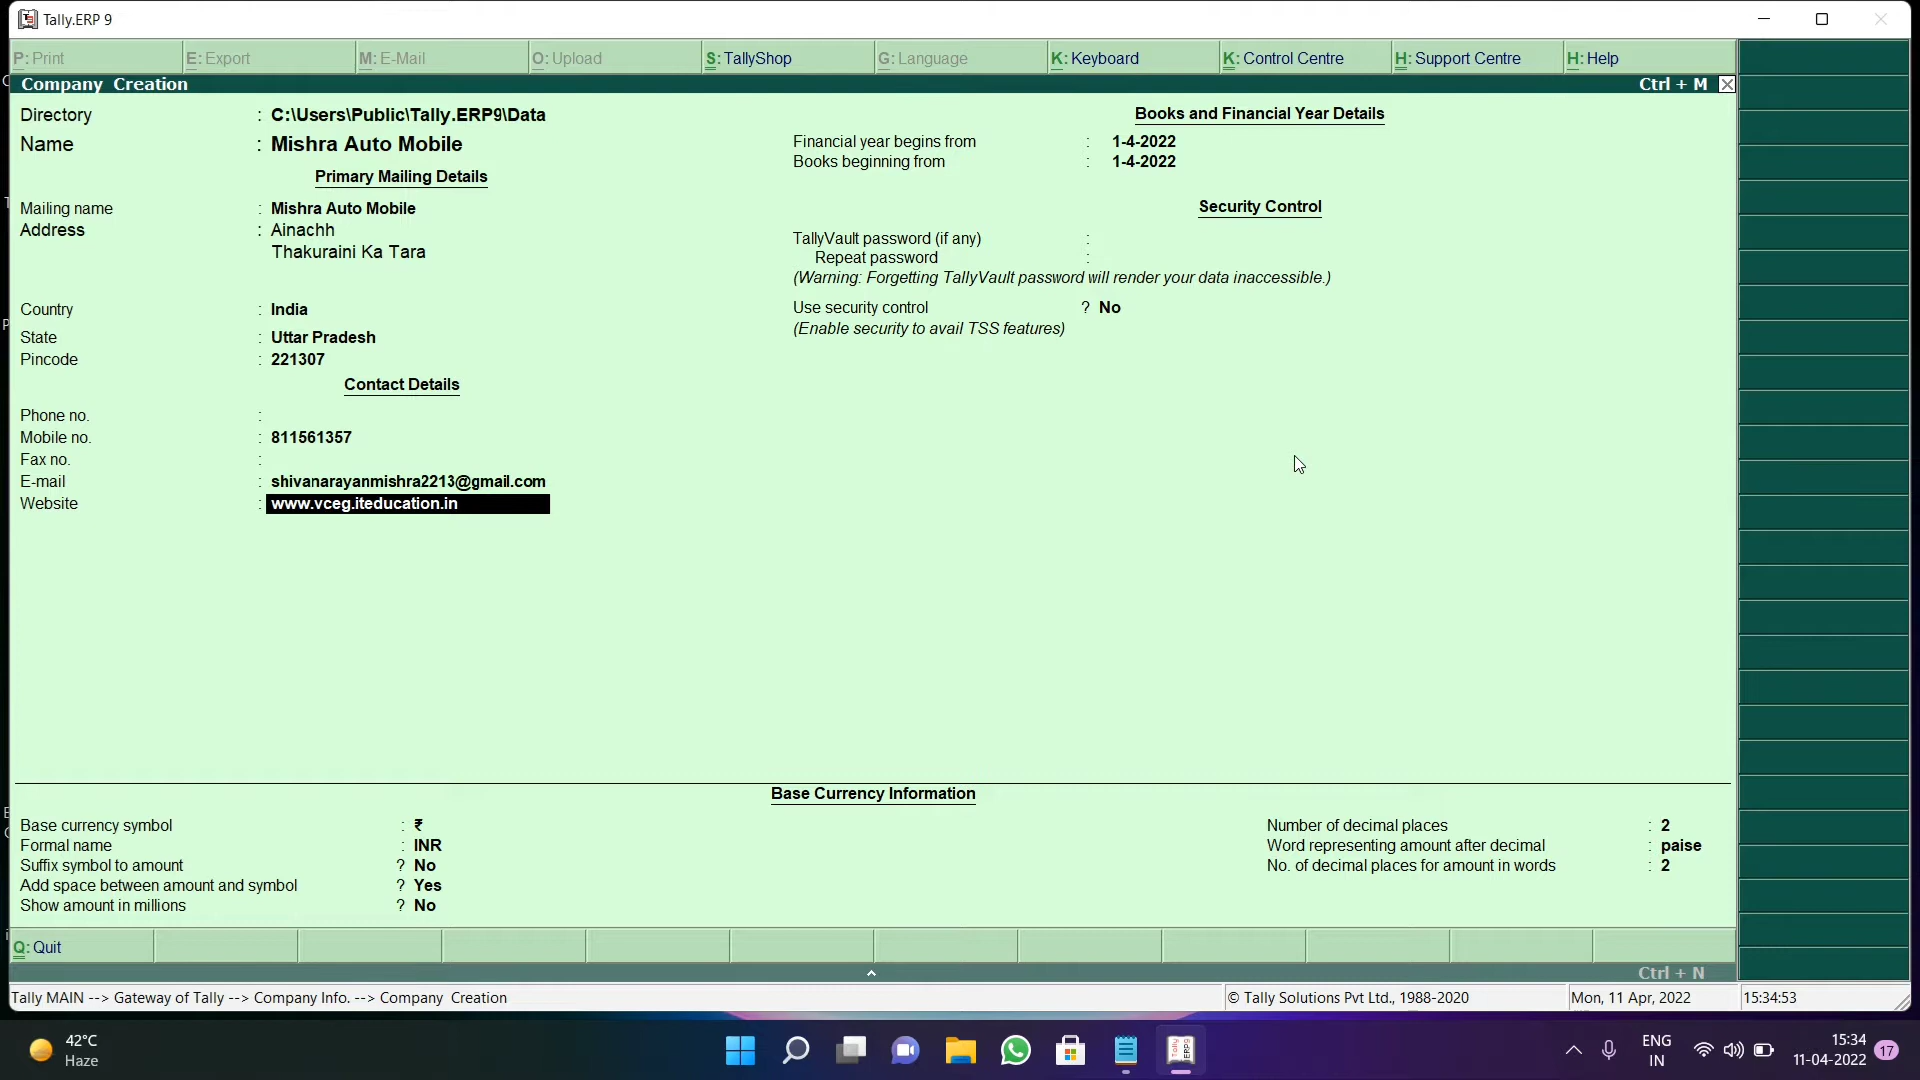 Tally.ERP 9
P: Print E: Export M: E-Mail O: Upload S: TallyShop G: Language K: Keyboard K: Control Centre H: Support Centre H: Help
Company Creation Ctrl + M
Directory : C:\Users\Public\Tally.ERP9\Data
Name : Mishra Auto Mobile
Primary Mailing Details
Mailing name : Mishra Auto Mobile
Address : Ainachh
Thakuraini Ka Tara
Country : India
State : Uttar Pradesh
Pincode : 221307
Contact Details
Phone no. :
Mobile no. : 811561357
Fax no. :
E-mail : shivanarayanmishra2213@gmail.com
Website : www.vceg.iteducation.in
Books and Financial Year Details
Financial year begins from : 1-4-2022
Books beginning from : 1-4-2022
Security Control
TallyVault password (if any) :
Repeat password :
(Warning: Forgetting TallyVault password will render your data inaccessible.)
Use security control ? No
(Enable security to avail TSS features)
Base Currency Information
Base currency symbol : ₹
Formal name : INR
Suffix symbol to amount ? No
Add space between amount and symbol ? Yes
Show amount in millions ? No
Number of decimal places : 2
Word representing amount after decimal : paise
No. of decimal places for amount in words : 2
Q: Quit
Ctrl + N
Tally MAIN --> Gateway of Tally --> Company Info. --> Company Creation © Tally Solutions Pvt Ltd., 1988-2020 Mon, 11 Apr, 2022 15:34:53
42°C
Haze
Tally
ERP9
ENG
IN
15:34
11-04-2022
17